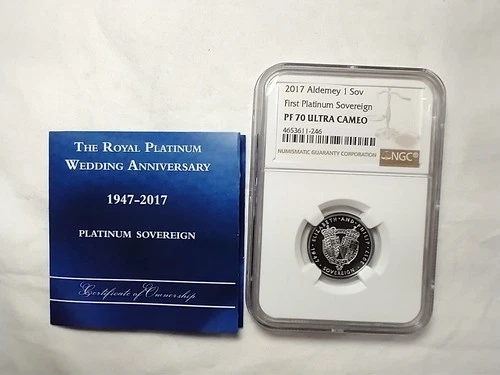 THE ROYAL PLATINUM
WEDDING ANNIVERSARY
1947-2017
PLATINUM SOVEREIGN
Certificate of Ownership
2017 Alderney 1 Sov
First Platinum Sovereign
PF 70 ULTRA CAMEO
4653611-246
NUMISMATIC GUARANTY CORPORATION
NGC
ELIZABETH·AND·PHILIP
SOVEREIGN